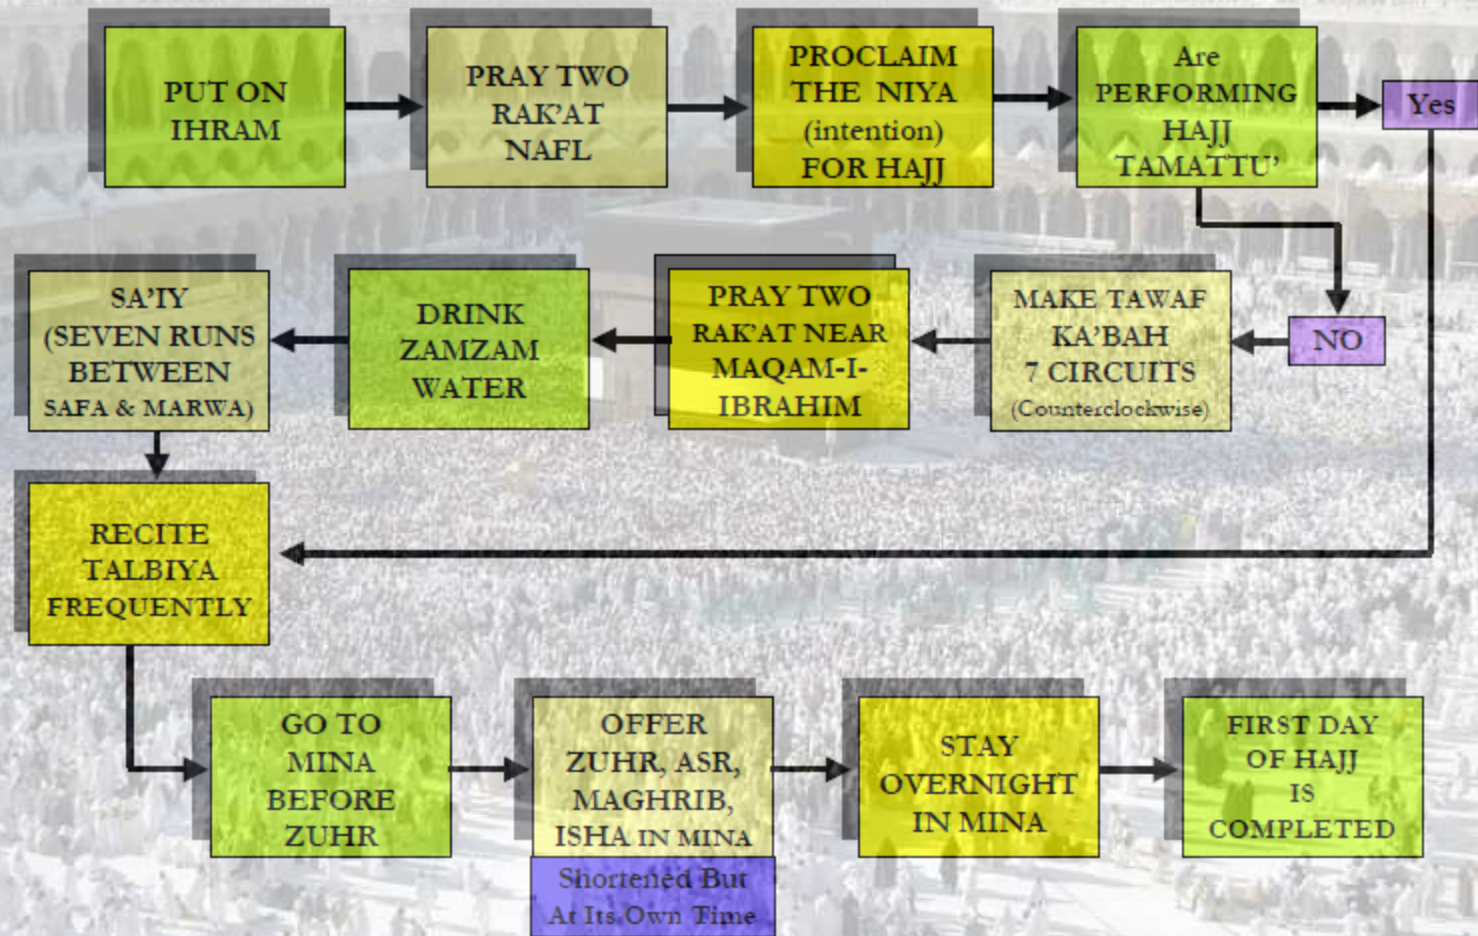 PUT ON
IHRAM
PRAY TWO
RAK'AT
NAFL
PROCLAIM
THE NIYA
(intention)
FOR HAJJ
Are
PERFORMING
HAJJ
TAMATTU'
Yes
NO
MAKE TAWAF
KA'BAH
7 CIRCUITS
(Counterclockwise)
PRAY TWO
RAK'AT NEAR
MAQAM-I-
IBRAHIM
DRINK
ZAMZAM
WATER
SA'IY
(SEVEN RUNS
BETWEEN
SAFA & MARWA)
RECITE
TALBIYA
FREQUENTLY
GO TO
MINA
BEFORE
ZUHR
OFFER
ZUHR, ASR,
MAGHRIB,
ISHA IN MINA
Shortened But
At Its Own Time
STAY
OVERNIGHT
IN MINA
FIRST DAY
OF HAJJ
IS
COMPLETED